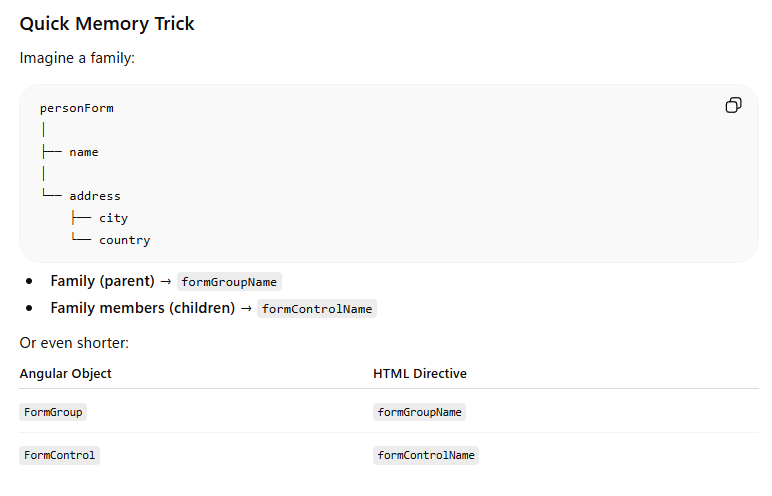 Quick Memory Trick
Imagine a family:
personForm
│
├── name
│
└── address
    ├── city
    └── country
• Family (parent) → formGroupName
• Family members (children) → formControlName
Or even shorter:
Angular Object HTML Directive
FormGroup formGroupName
FormControl formControlName